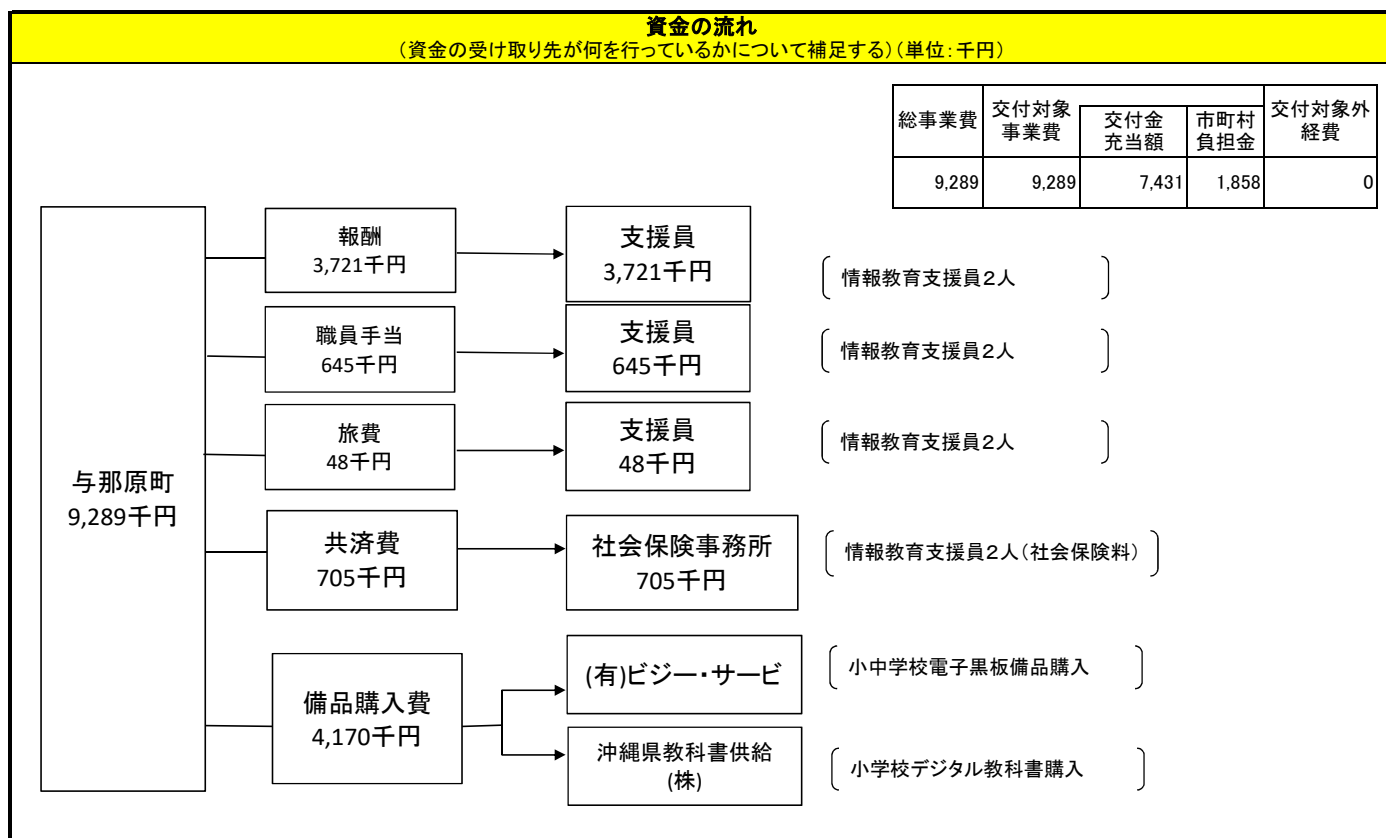 資金の流れ
（資金の受け取り先が何を行っているかについて補足する）（単位：千円）
総事業費
交付対象
事業費
交付金
充当額
市町村
負担金
交付対象外
経費
9,289
9,289
7,431
1,858
0
与那原町
9,289千円
報酬
3,721千円
支援員
3,721千円
情報教育支援員２人
職員手当
645千円
支援員
645千円
情報教育支援員２人
旅費
48千円
支援員
48千円
情報教育支援員２人
共済費
705千円
社会保険事務所
705千円
情報教育支援員２人（社会保険料）
備品購入費
4,170千円
(有)ビジー・サービ
小中学校電子黒板備品購入
沖縄県教科書供給
(株)
小学校デジタル教科書購入